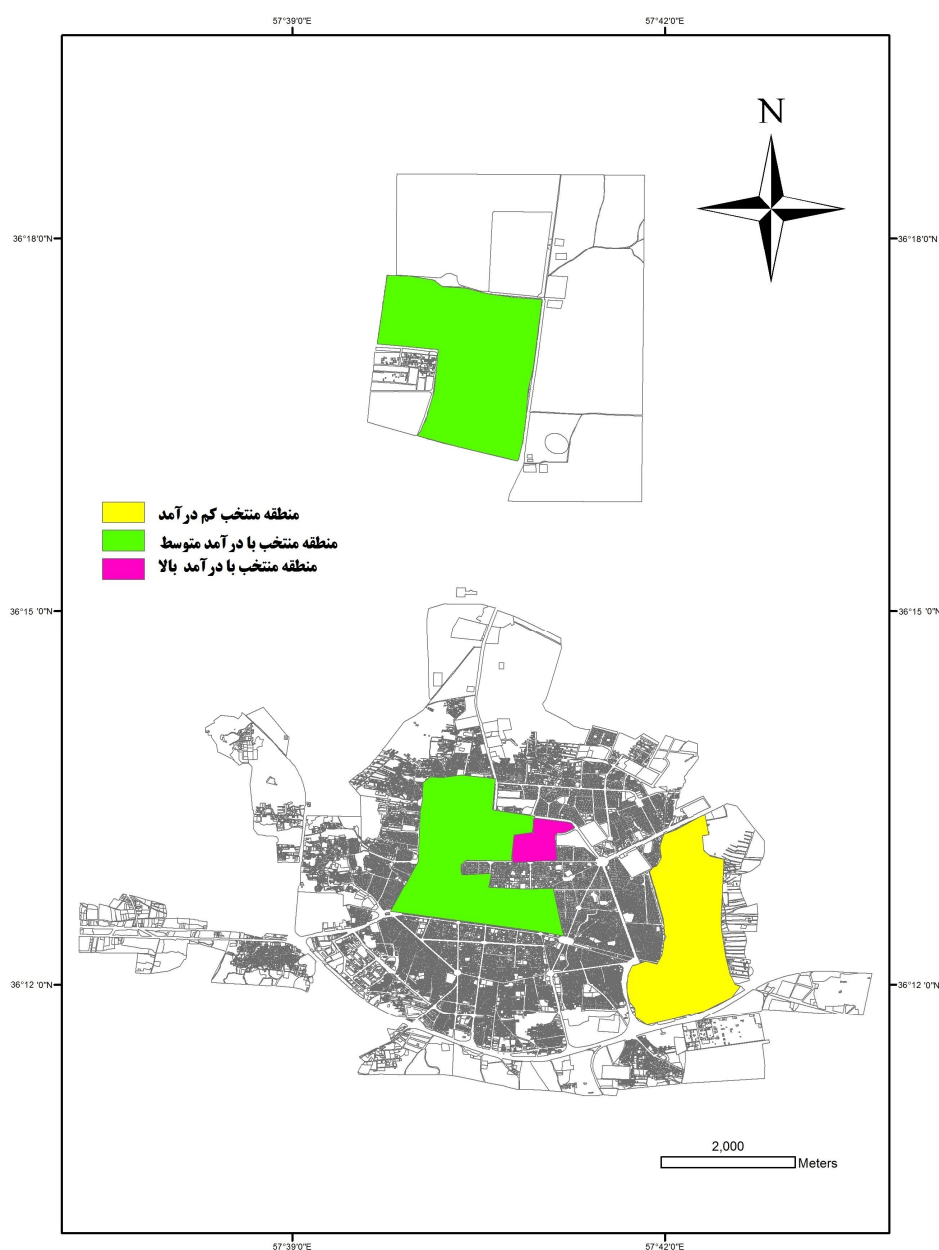 57°39'0"E 57°42'0"E
N
36°18'0"N 36°18'0"N
منطقه منتخب کم درآمد
منطقه منتخب با درآمد متوسط
منطقه منتخب با درآمد بالا
36°15'0"N 36°15'0"N
36°12'0"N 36°12'0"N
2,000
Meters
57°39'0"E 57°42'0"E